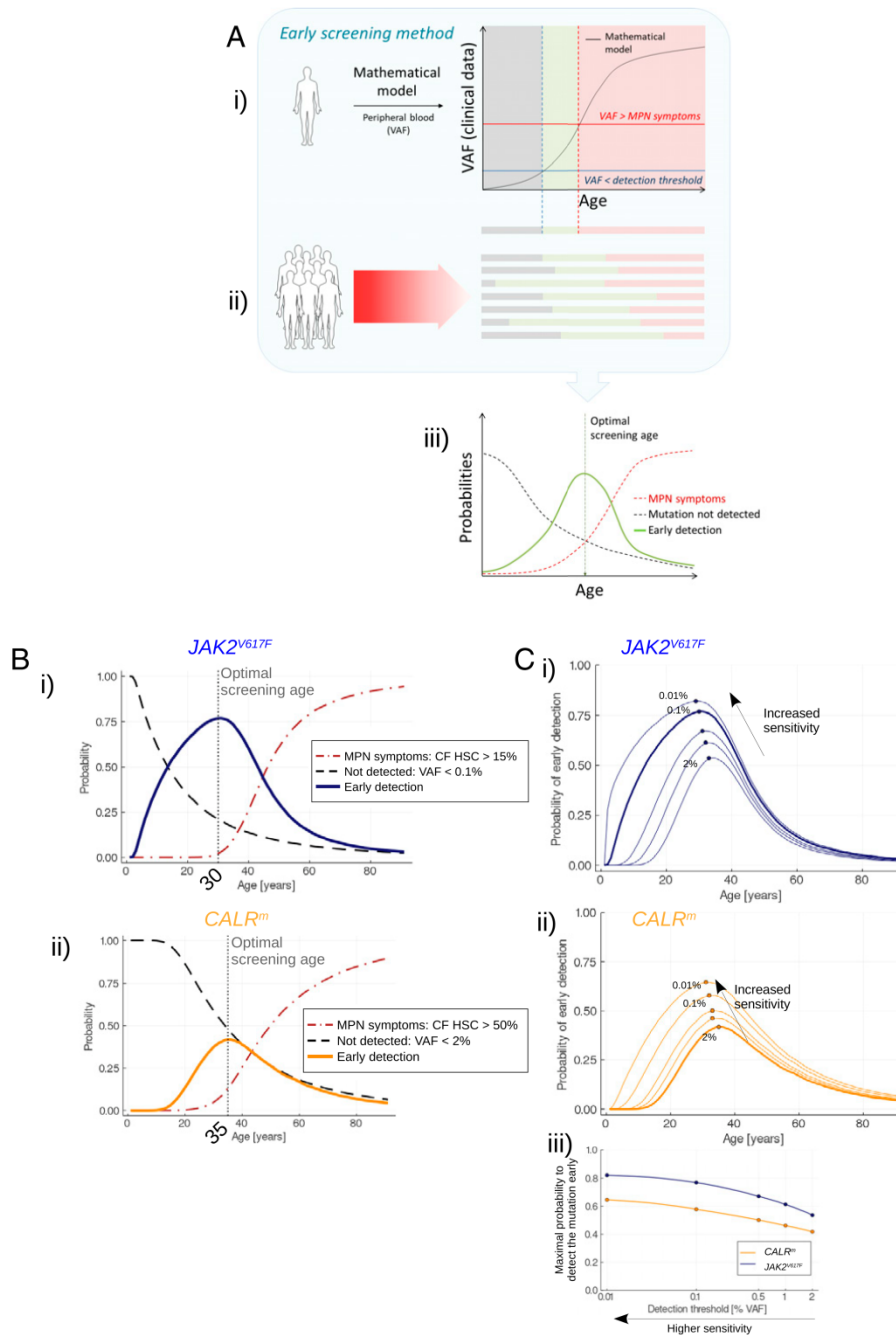 A
Early screening method
i)
Mathematical
model
Peripheral blood
(VAF)
VAF (clinical data)
Mathematical
model
VAF > MPN symptoms
VAF < detection threshold
Age
ii)
iii)
Probabilities
Optimal
screening age
MPN symptoms
Mutation not detected
Early detection
Age
B
JAK2V617F
i)
Optimal
screening age
Probability
1.00
0.75
0.50
0.25
0.00
MPN symptoms: CF HSC > 15%
Not detected: VAF < 0.1%
Early detection
0
20
30
40
60
80
Age [years]
CALRm
ii)
Optimal
screening age
Probability
1.00
0.75
0.50
0.25
0.00
MPN symptoms: CF HSC > 50%
Not detected: VAF < 2%
Early detection
0
20
35
40
60
80
Age [years]
C
JAK2V617F
i)
Probability of early detection
1.00
0.75
0.50
0.25
0.00
0.01%
0.1%
2%
Increased
sensitivity
0
20
40
60
80
Age [years]
ii)
CALRm
Probability of early detection
1.00
0.75
0.50
0.25
0.00
0.01%
0.1%
2%
Increased
sensitivity
0
20
40
60
80
Age [years]
iii)
Maximal probability to
detect the mutation early
1.0
0.8
0.6
0.4
0.2
0.0
CALRm
JAK2V617F
0.01
0.1
0.5
1
2
Detection threshold [% VAF]
Higher sensitivity